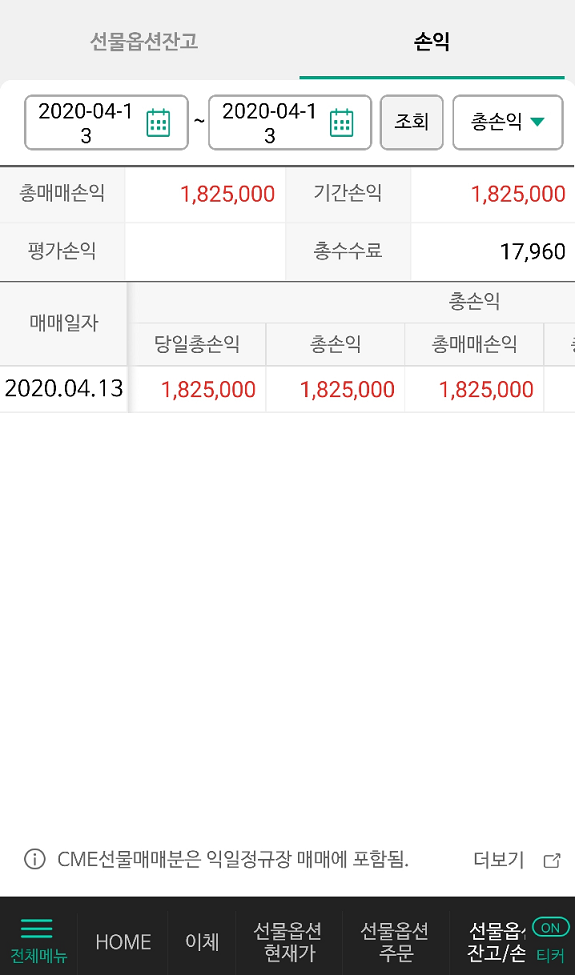 선물옵션잔고 손익
2020-04-1 ~ 2020-04-1 조회 총손익
3 3
총매매손익 1,825,000 기간손익 1,825,000
평가손익 총수수료 17,960
매매일자 총손익
당일총손익 총손익 총매매손익
2020.04.13 1,825,000 1,825,000 1,825,000
CME선물매매분은 익일정규장 매매에 포함됨. 더보기
전체메뉴 HOME 이체 선물옵션 선물옵션 선물옵 ON
현재가 주문 잔고/손 티커